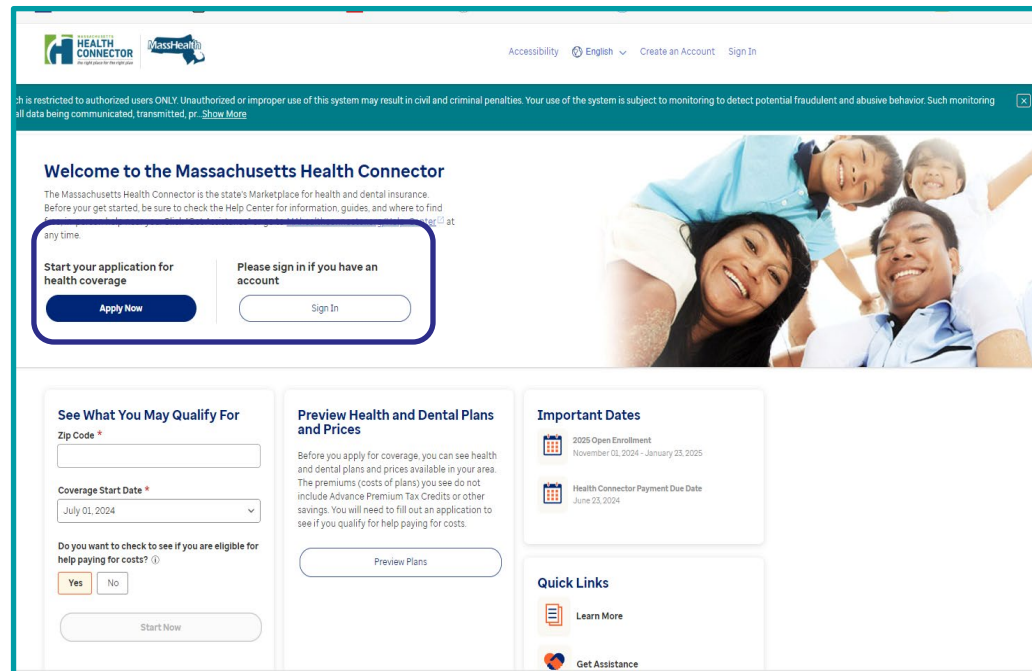 MASSACHUSETTS
HEALTH
CONNECTOR
the right place for the right plan
MassHealth
Accessibility English Create an Account Sign In
ch is restricted to authorized users ONLY. Unauthorized or improper use of this system may result in civil and criminal penalties. Your use of the system is subject to monitoring to detect potential fraudulent and abusive behavior. Such monitoring
all data being communicated, transmitted, pr...Show More
Welcome to the Massachusetts Health Connector
The Massachusetts Health Connector is the state's Marketplace for health and dental insurance.
Before your get started, be sure to check the Help Center for information, guides, and where to find
at
any time.
Start your application for
health coverage
Apply Now
Please sign in if you have an
account
Sign In
See What You May Qualify For
Zip Code *
Coverage Start Date *
July 01, 2024
Do you want to check to see if you are eligible for
help paying for costs?
Yes No
Start Now
Preview Health and Dental Plans
and Prices
Before you apply for coverage, you can see health
and dental plans and prices available in your area.
The premiums (costs of plans) you see do not
include Advance Premium Tax Credits or other
savings. You will need to fill out an application to
see if you qualify for help paying for costs.
Preview Plans
Important Dates
2025 Open Enrollment
November 01, 2024 - January 23, 2025
Health Connector Payment Due Date
June 23, 2024
Quick Links
Learn More
Get Assistance